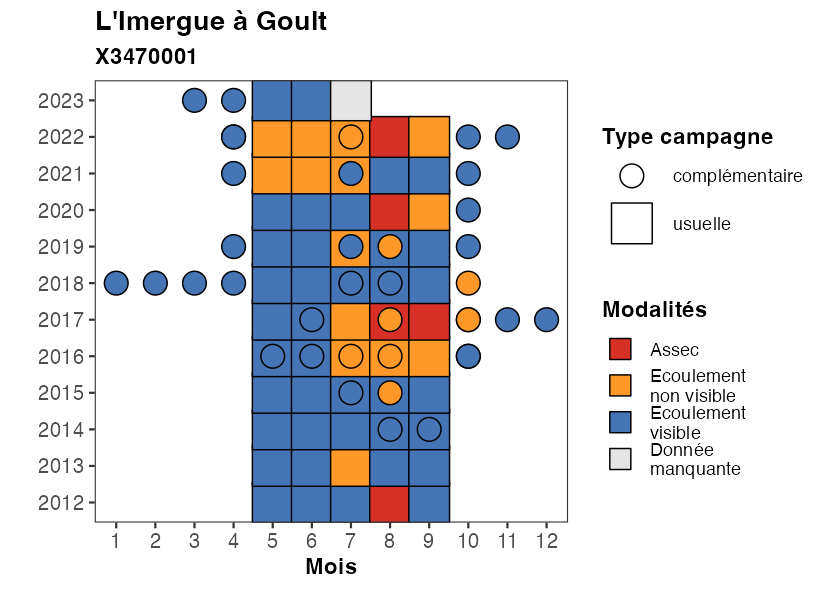 L'Imergue à Goult
X3470001
2023
2022
2021
2020
2019
2018
2017
2016
2015
2014
2013
2012
1 2 3 4 5 6 7 8 9 10 11 12
Mois
Type campagne
complémentaire
usuelle
Modalités
Assec
Ecoulement
non visible
Ecoulement
visible
Donnée
manquante